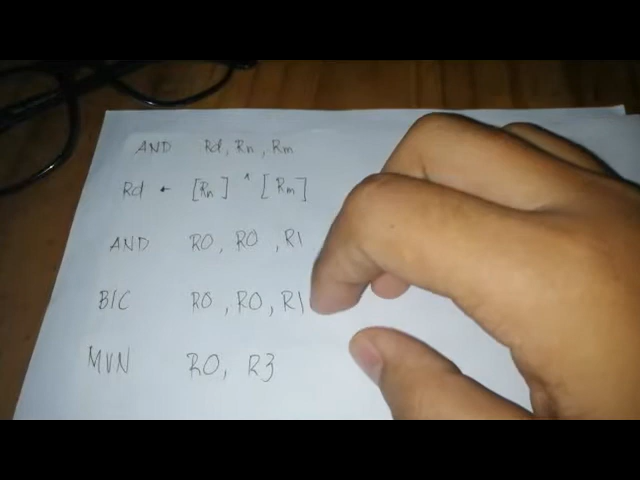 AND Rd, Rn, Rm
Rd ← [Rn] ^ [Rm]
AND R0, R0, R1
BIC R0, R0, R1
MVN R0, R3